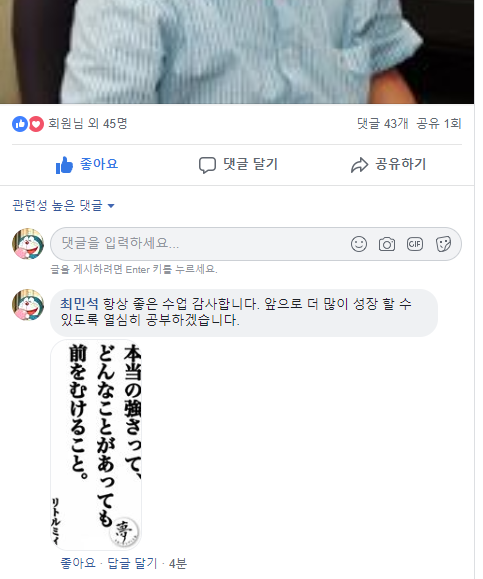 회원님 외 45명
댓글 43개 공유 1회
좋아요 댓글 달기 공유하기
관련성 높은 댓글
댓글을 입력하세요...
GIF
글을 게시하려면 Enter 키를 누르세요.
최민석 항상 좋은 수업 감사합니다. 앞으로 더 많이 성장 할 수
있도록 열심히 공부하겠습니다.
本当の強さって、
どんなことがあっても
前をむけること。
リトルミイ
夢
좋아요 · 답글 달기 · 4분